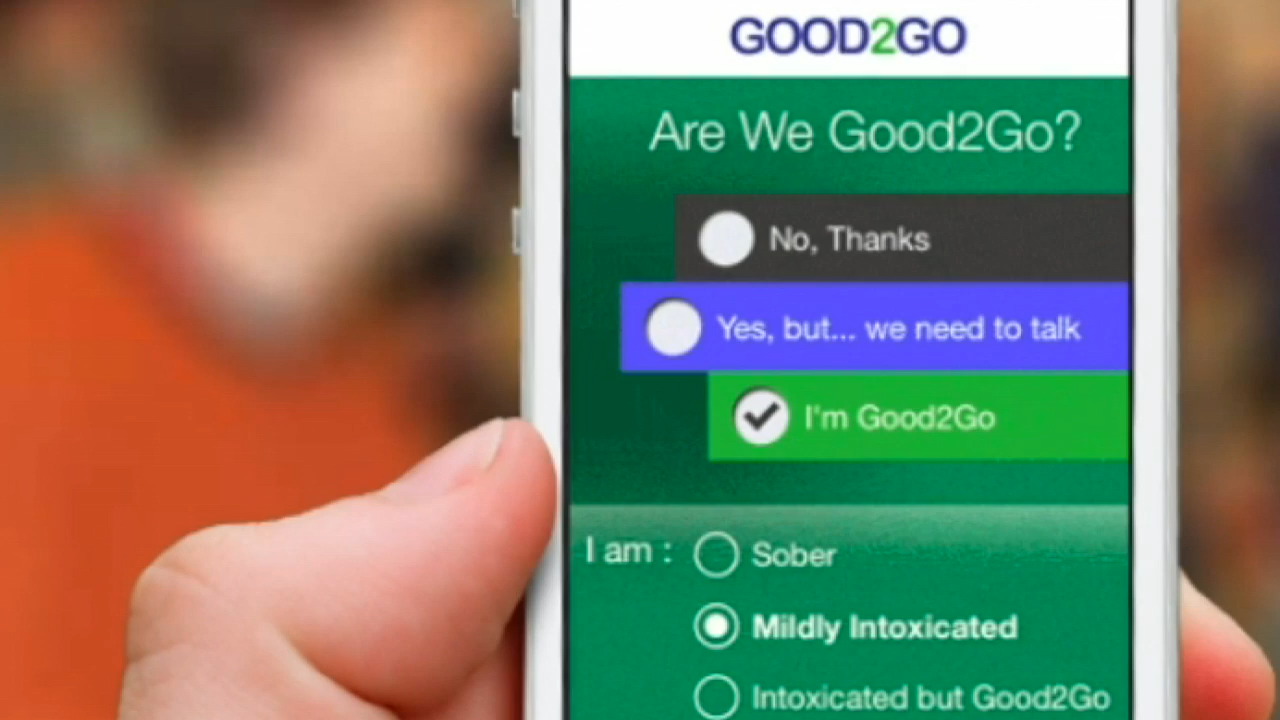 GOOD2GO
Are We Good2Go?
No, Thanks
Yes, but... we need to talk
I'm Good2Go
I am :
Sober
Mildly Intoxicated
Intoxicated but Good2Go